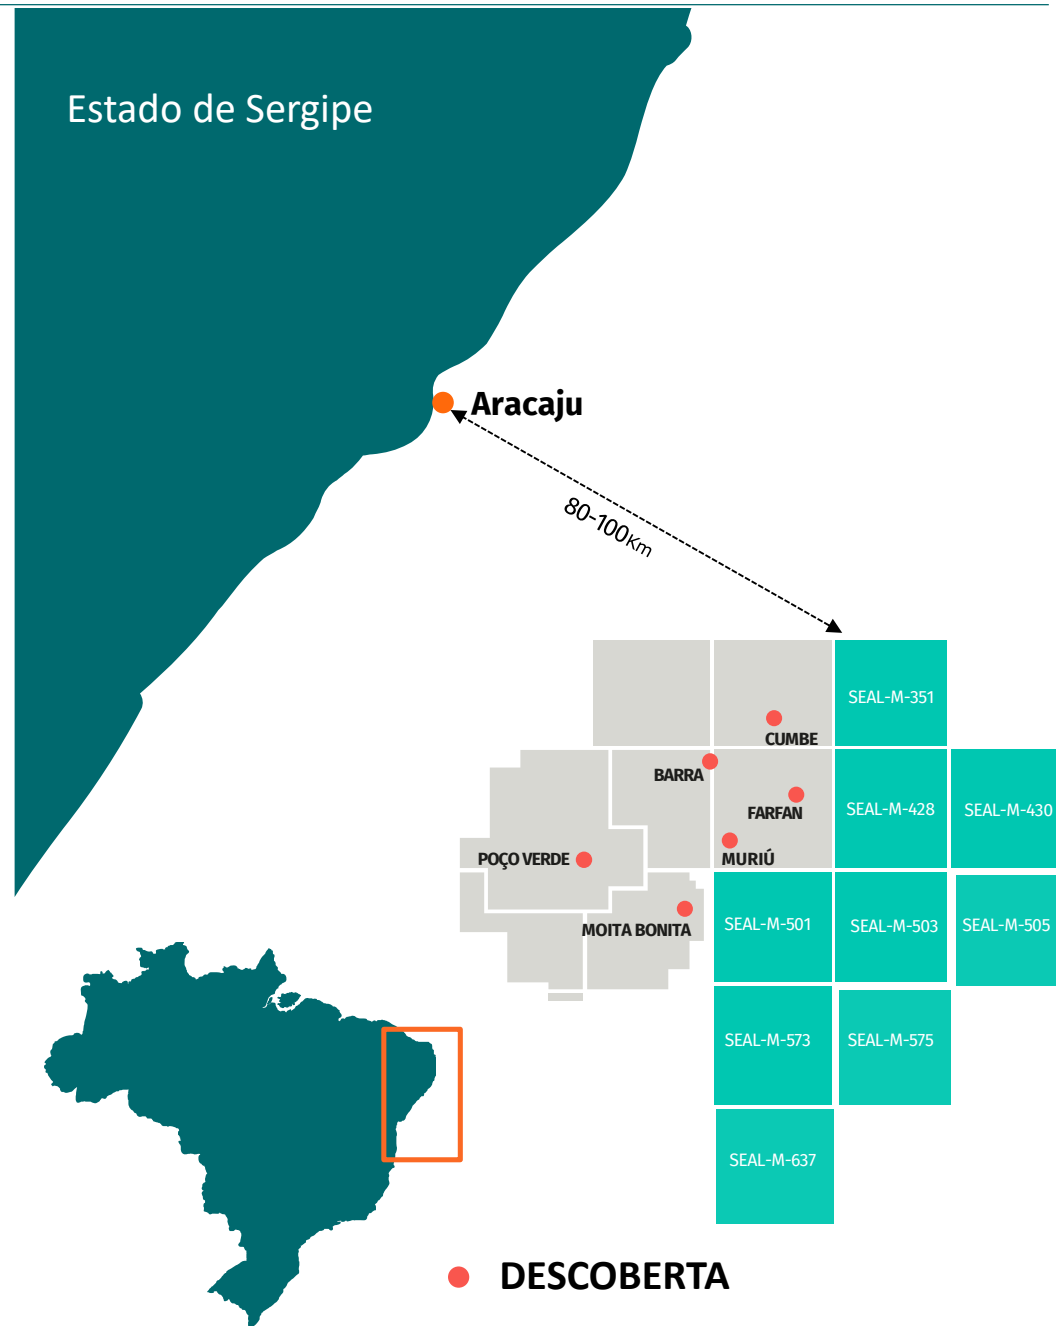 Estado de Sergipe
Aracaju
80-100Km
SEAL-M-351
CUMBE
BARRA
FARFAN
SEAL-M-428
SEAL-M-430
POÇO VERDE
MURIÚ
MOITA BONITA
SEAL-M-501
SEAL-M-503
SEAL-M-505
SEAL-M-573
SEAL-M-575
SEAL-M-637
DESCOBERTA